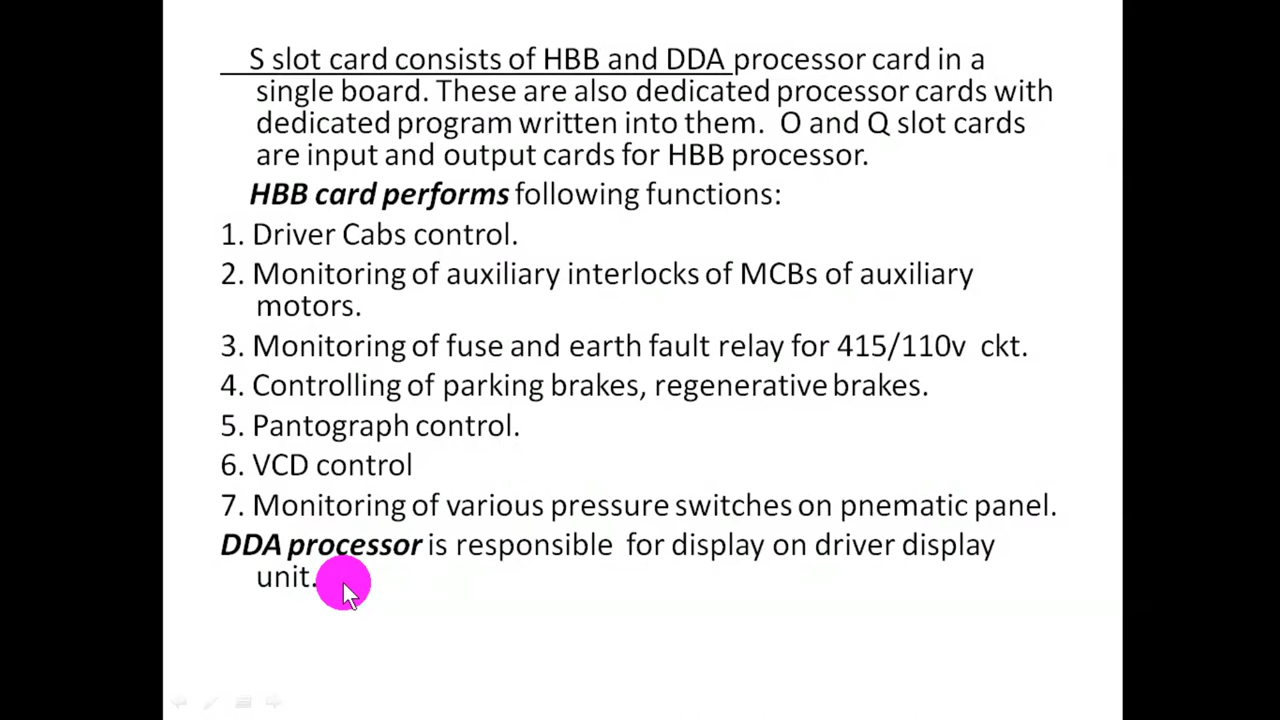 S slot card consists of HBB and DDA processor card in a
single board. These are also dedicated processor cards with
dedicated program written into them.  O and Q slot cards
are input and output cards for HBB processor.
HBB card performs following functions:
1. Driver Cabs control.
2. Monitoring of auxiliary interlocks of MCBs of auxiliary
motors.
3. Monitoring of fuse and earth fault relay for 415/110v  ckt.
4. Controlling of parking brakes, regenerative brakes.
5. Pantograph control.
6. VCD control
7. Monitoring of various pressure switches on pnematic panel.
DDA processor is responsible  for display on driver display
unit.